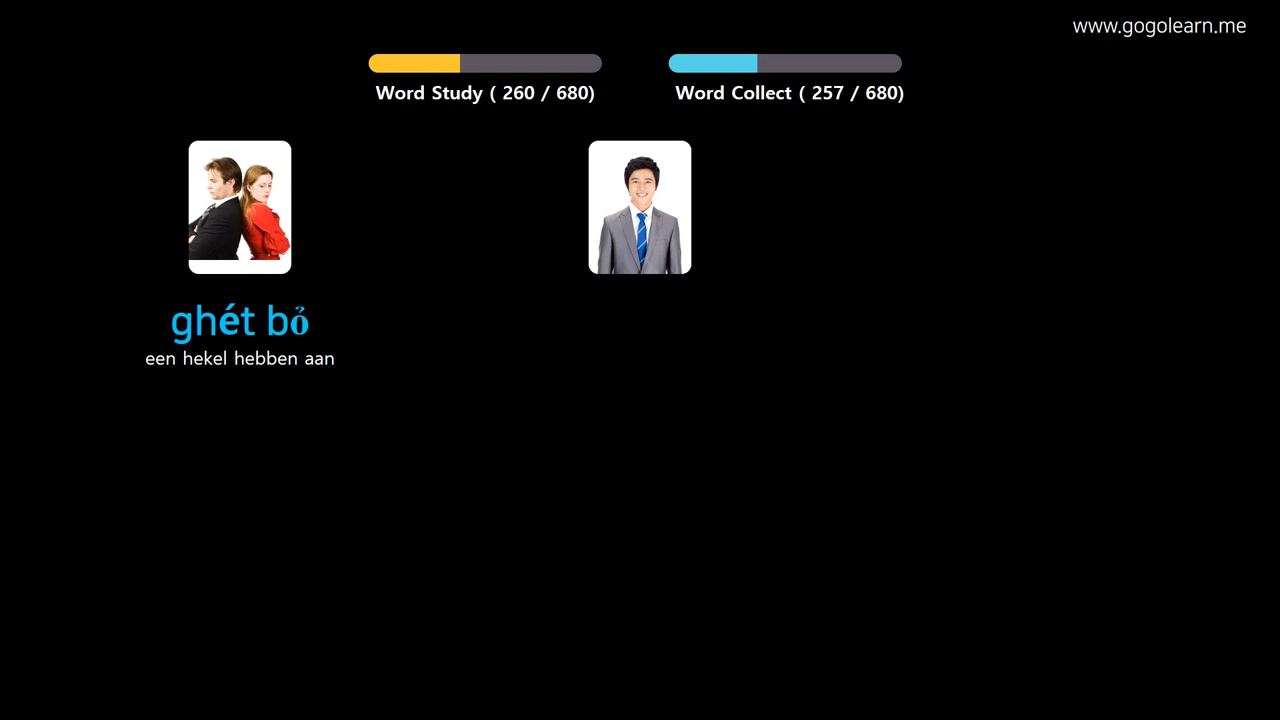 www.gogolearn.me
Word Study ( 260 / 680)
Word Collect ( 257 / 680)
ghét bỏ
een hekel hebben aan